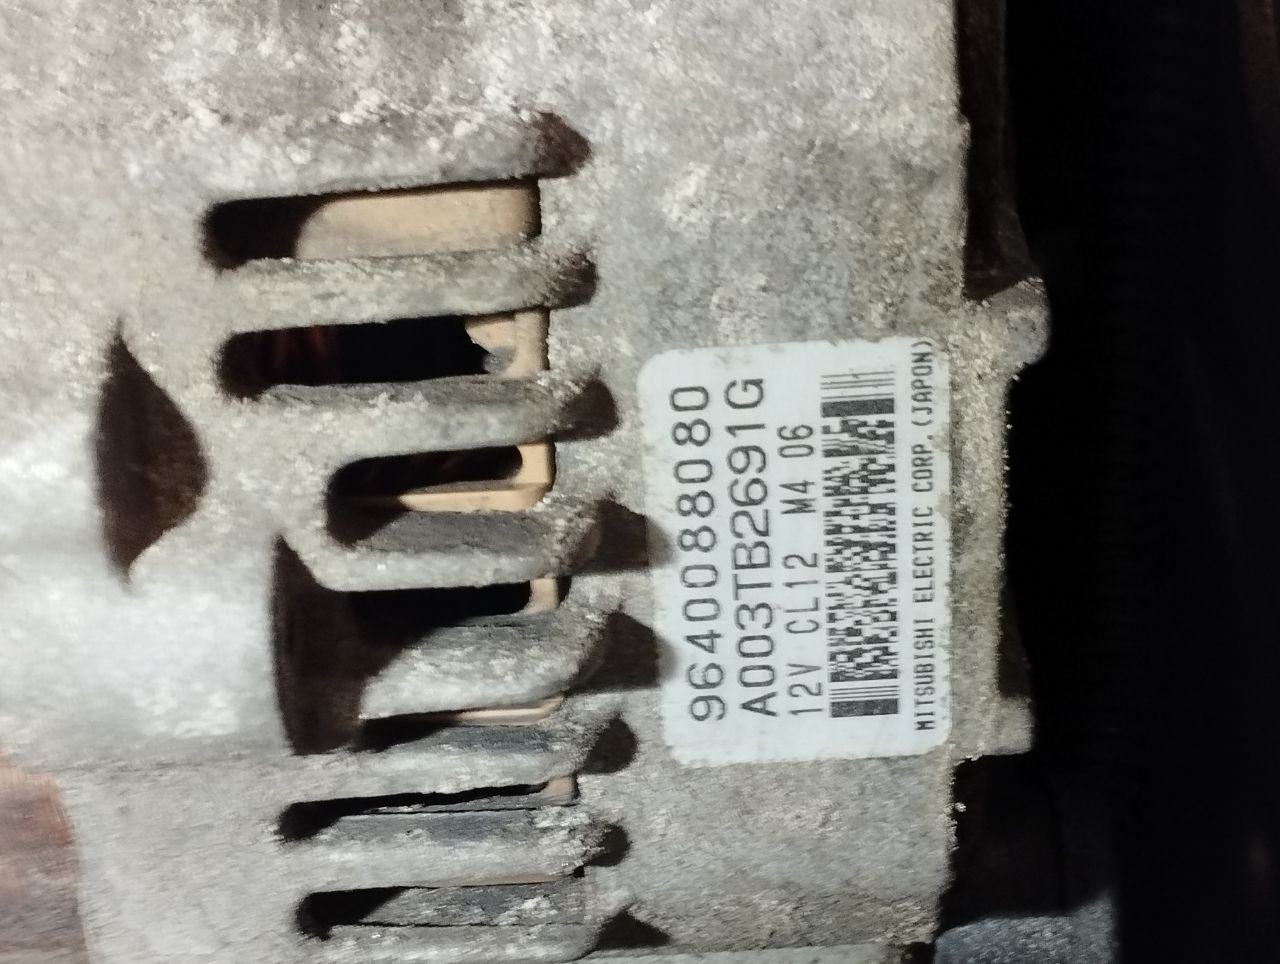 9640088080
A003TB2691G
12V CL12 M4 06
MITSUBISHI ELECTRIC CORP.(JAPON)